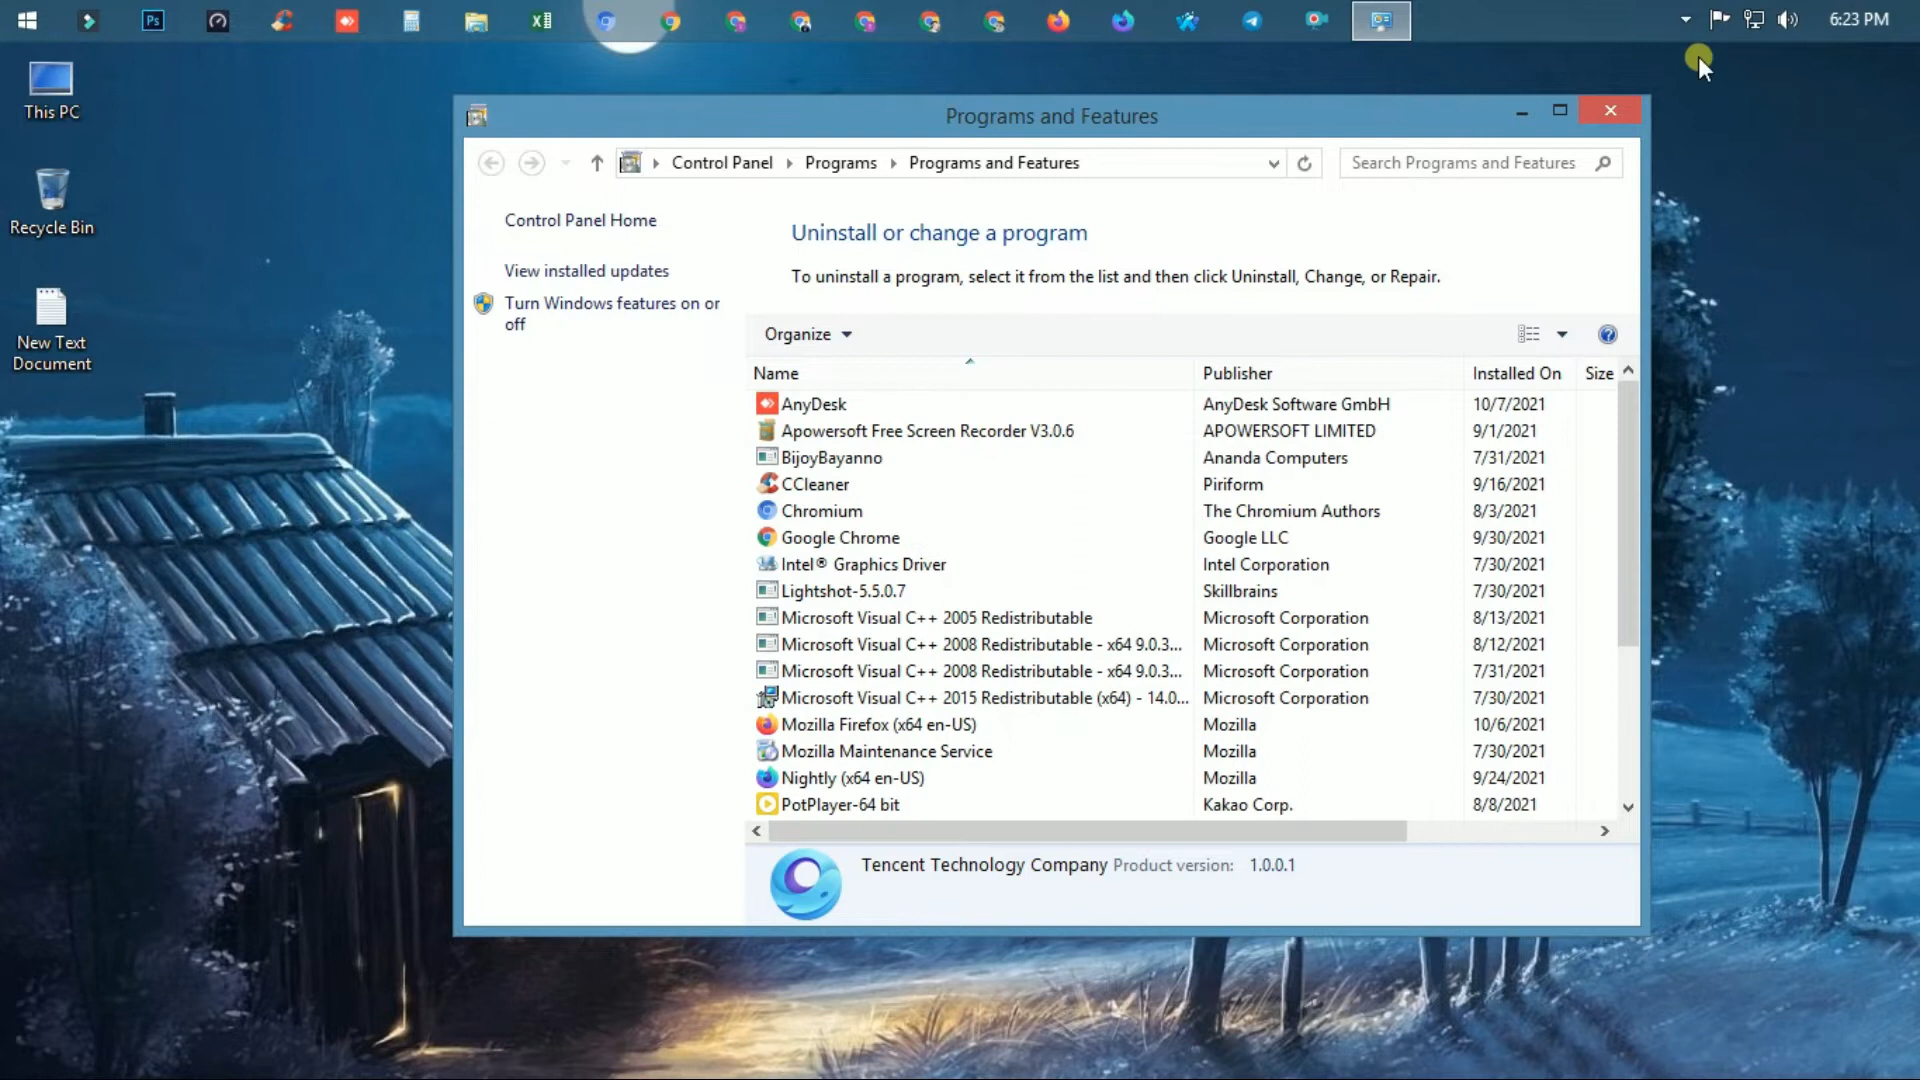 Ps
6:23 PM
This PC
Recycle Bin
New Text
Document
Programs and Features
Control Panel
Programs
Programs and Features
Search Programs and Features
Control Panel Home
View installed updates
Turn Windows features on or
off
Uninstall or change a program
To uninstall a program, select it from the list and then click Uninstall, Change, or Repair.
Organize
Name Publisher Installed On Size
AnyDesk AnyDesk Software GmbH 10/7/2021
Apowersoft Free Screen Recorder V3.0.6 APOWERSOFT LIMITED 9/1/2021
BijoyBayanno Ananda Computers 7/31/2021
CCleaner Piriform 9/16/2021
Chromium The Chromium Authors 8/3/2021
Google Chrome Google LLC 9/30/2021
Intel® Graphics Driver Intel Corporation 7/30/2021
Lightshot-5.5.0.7 Skillbrains 7/30/2021
Microsoft Visual C++ 2005 Redistributable Microsoft Corporation 8/13/2021
Microsoft Visual C++ 2008 Redistributable - x64 9.0.3... Microsoft Corporation 8/12/2021
Microsoft Visual C++ 2008 Redistributable - x64 9.0.3... Microsoft Corporation 7/31/2021
Microsoft Visual C++ 2015 Redistributable (x64) - 14.0... Microsoft Corporation 7/30/2021
Mozilla Firefox (x64 en-US) Mozilla 10/6/2021
Mozilla Maintenance Service Mozilla 7/30/2021
Nightly (x64 en-US) Mozilla 9/24/2021
PotPlayer-64 bit Kakao Corp. 8/8/2021
Tencent Technology Company Product version: 1.0.0.1